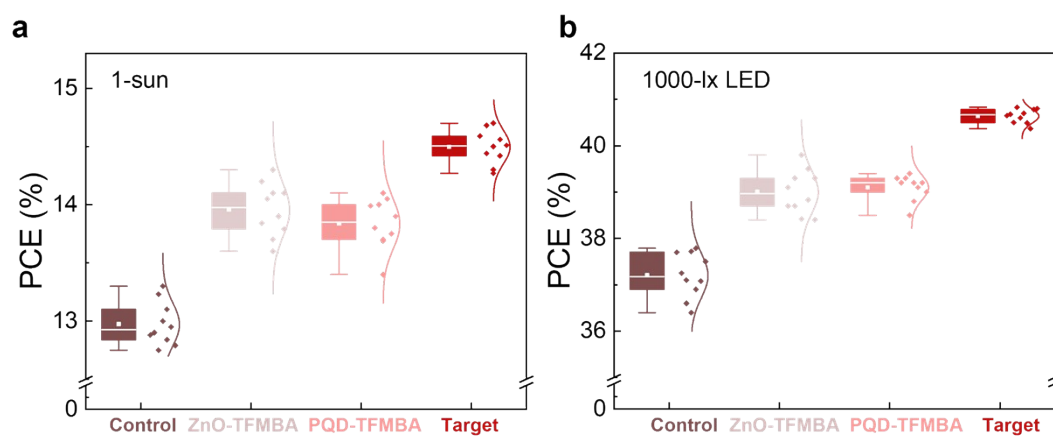 a
1-sun
PCE (%)
15
14
13
0
Control ZnO-TFMBA PQD-TFMBA Target
b
1000-lx LED
PCE (%)
42
40
38
36
0
Control ZnO-TFMBA PQD-TFMBA Target